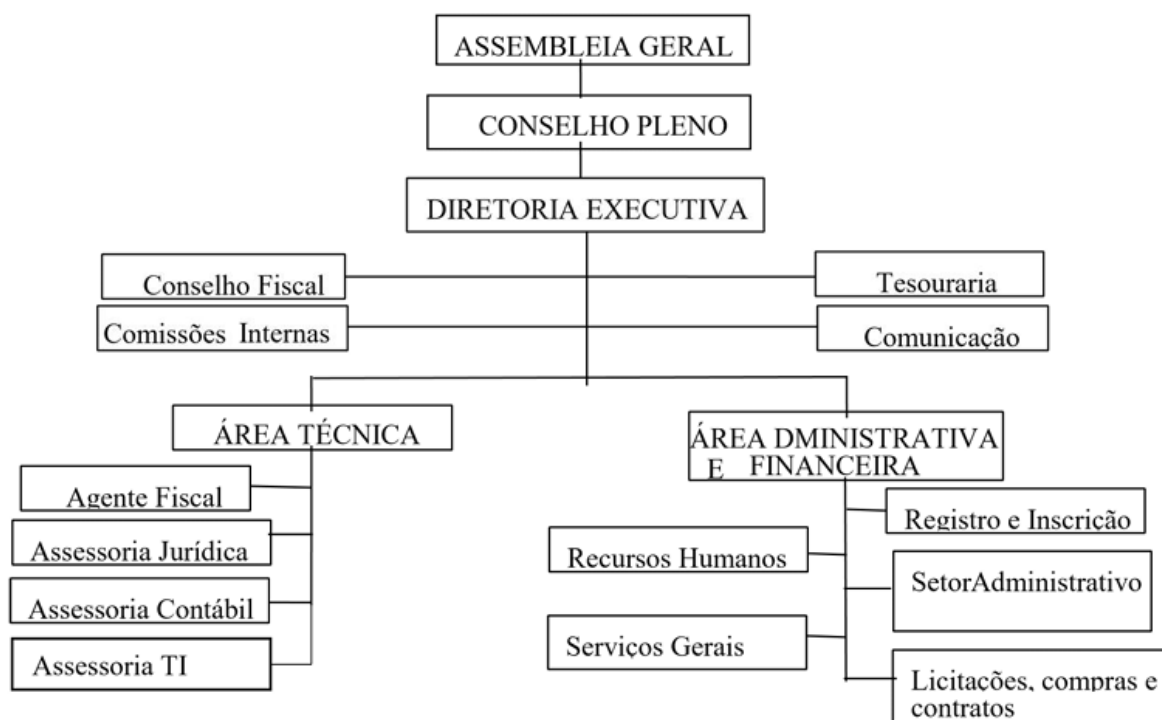 ASSEMBLEIA GERAL
CONSELHO PLENO
DIRETORIA EXECUTIVA
Conselho Fiscal
Tesouraria
Comissões Internas
Comunicação
ÁREA TÉCNICA
ÁREA DMINISTRATIVA
E FINANCEIRA
Agente Fiscal
Assessoria Jurídica
Assessoria Contábil
Assessoria TI
Registro e Inscrição
Recursos Humanos
SetorAdministrativo
Serviços Gerais
Licitações, compras e
contratos